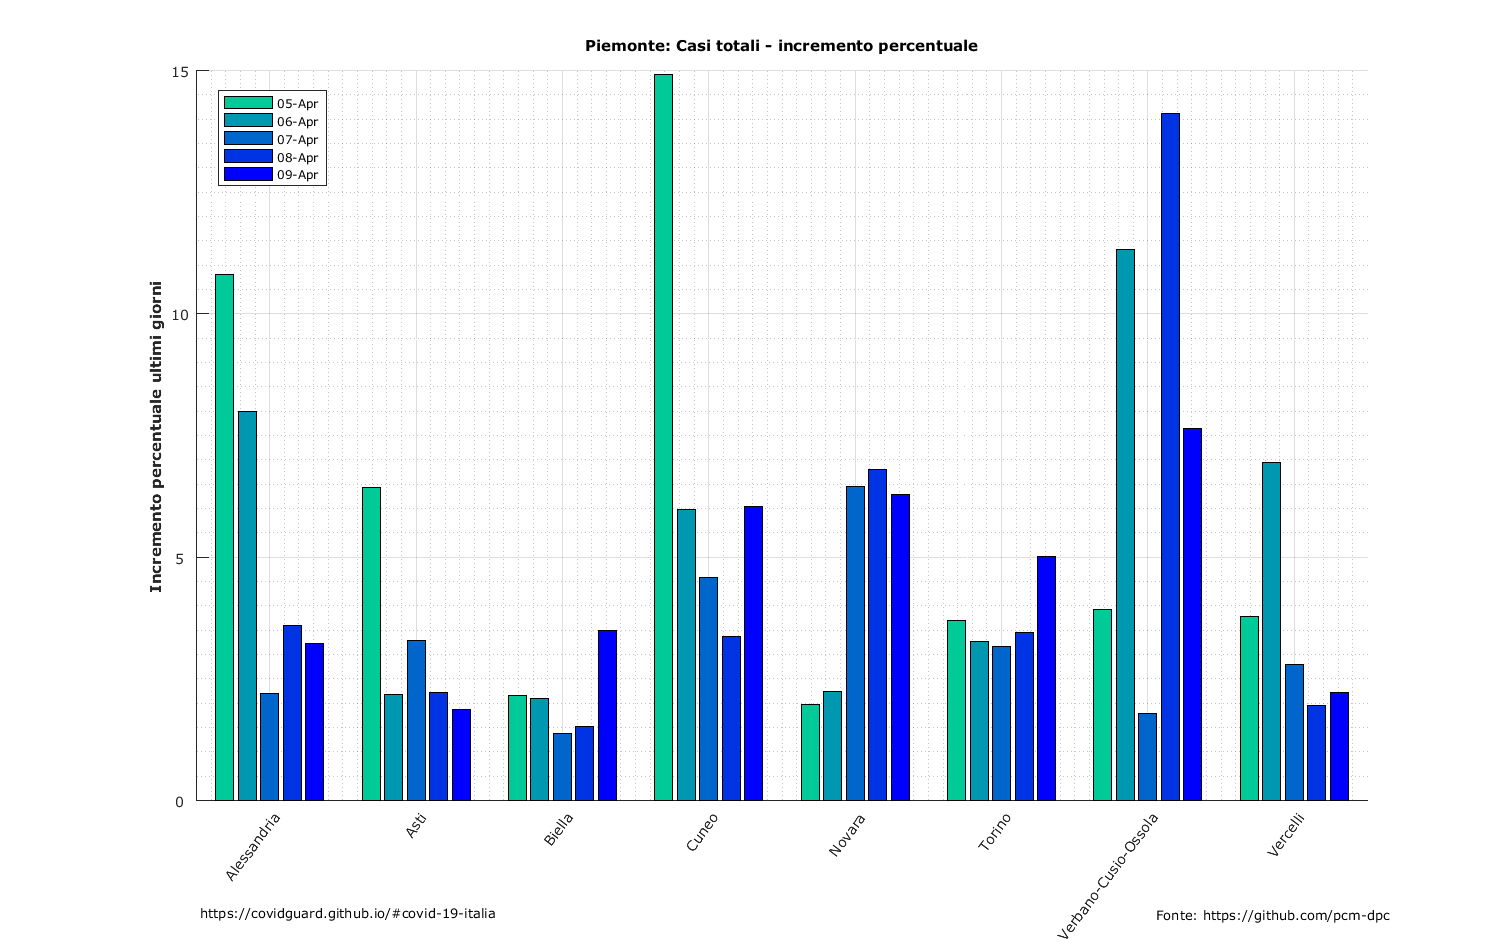 Piemonte: Casi totali - incremento percentuale
Incremento percentuale ultimi giorni
15
10
5
0
05-Apr
06-Apr
07-Apr
08-Apr
09-Apr
Alessandria
Asti
Biella
Cuneo
Novara
Torino
Verbano-Cusio-Ossola
Vercelli
https://covidguard.github.io/#covid-19-italia
Fonte: https://github.com/pcm-dpc